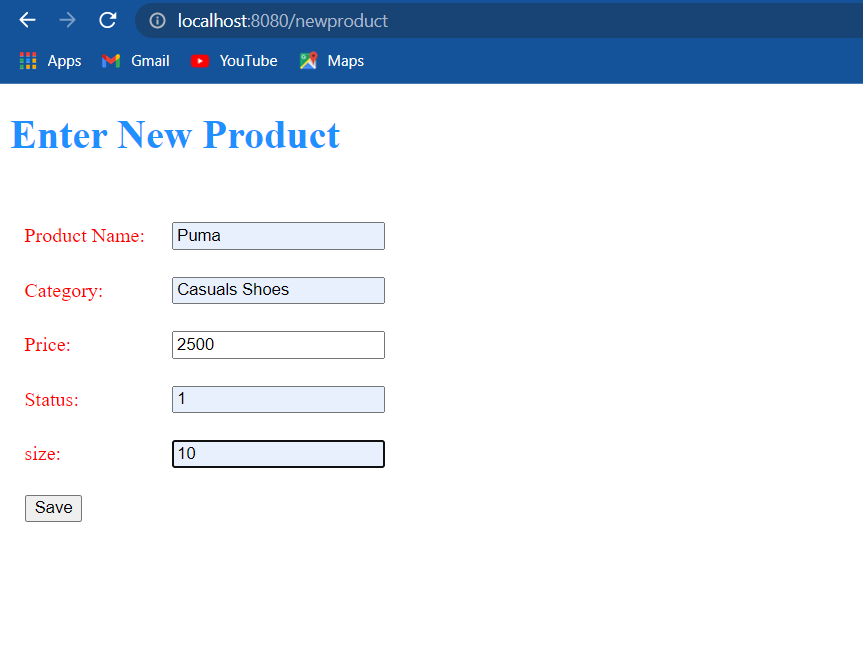 localhost:8080/newproduct
Apps Gmail YouTube Maps
Enter New Product
Product Name: Puma
Category: Casuals Shoes
Price: 2500
Status: 1
size: 10
Save